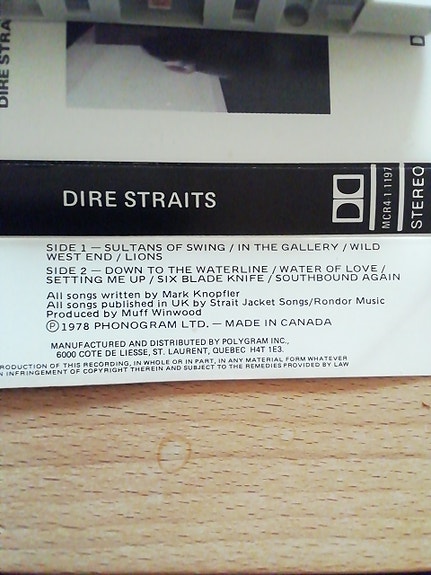 DIRE STRA
DIRE STRAITS
MCR4 1 1197
STEREO
SIDE 1 — SULTANS OF SWING / IN THE GALLERY / WILD
WEST END / LIONS
SIDE 2 — DOWN TO THE WATERLINE / WATER OF LOVE /
SETTING ME UP / SIX BLADE KNIFE / SOUTHBOUND AGAIN
All songs written by Mark Knopfler
All songs published in UK by Strait Jacket Songs/Rondor Music
Produced by Muff Winwood
Ⓟ1978 PHONOGRAM LTD. — MADE IN CANADA
MANUFACTURED AND DISTRIBUTED BY POLYGRAM INC.,
6000 COTE DE LIESSE, ST. LAURENT, QUEBEC H4T 1E3.
RODUCTION OF THIS RECORDING, IN WHOLE OR IN PART, IN ANY MATERIAL FORM WHATEVER
N INFRINGEMENT OF COPYRIGHT THEREIN AND SUBJECT TO THE REMEDIES PROVIDED BY LAW